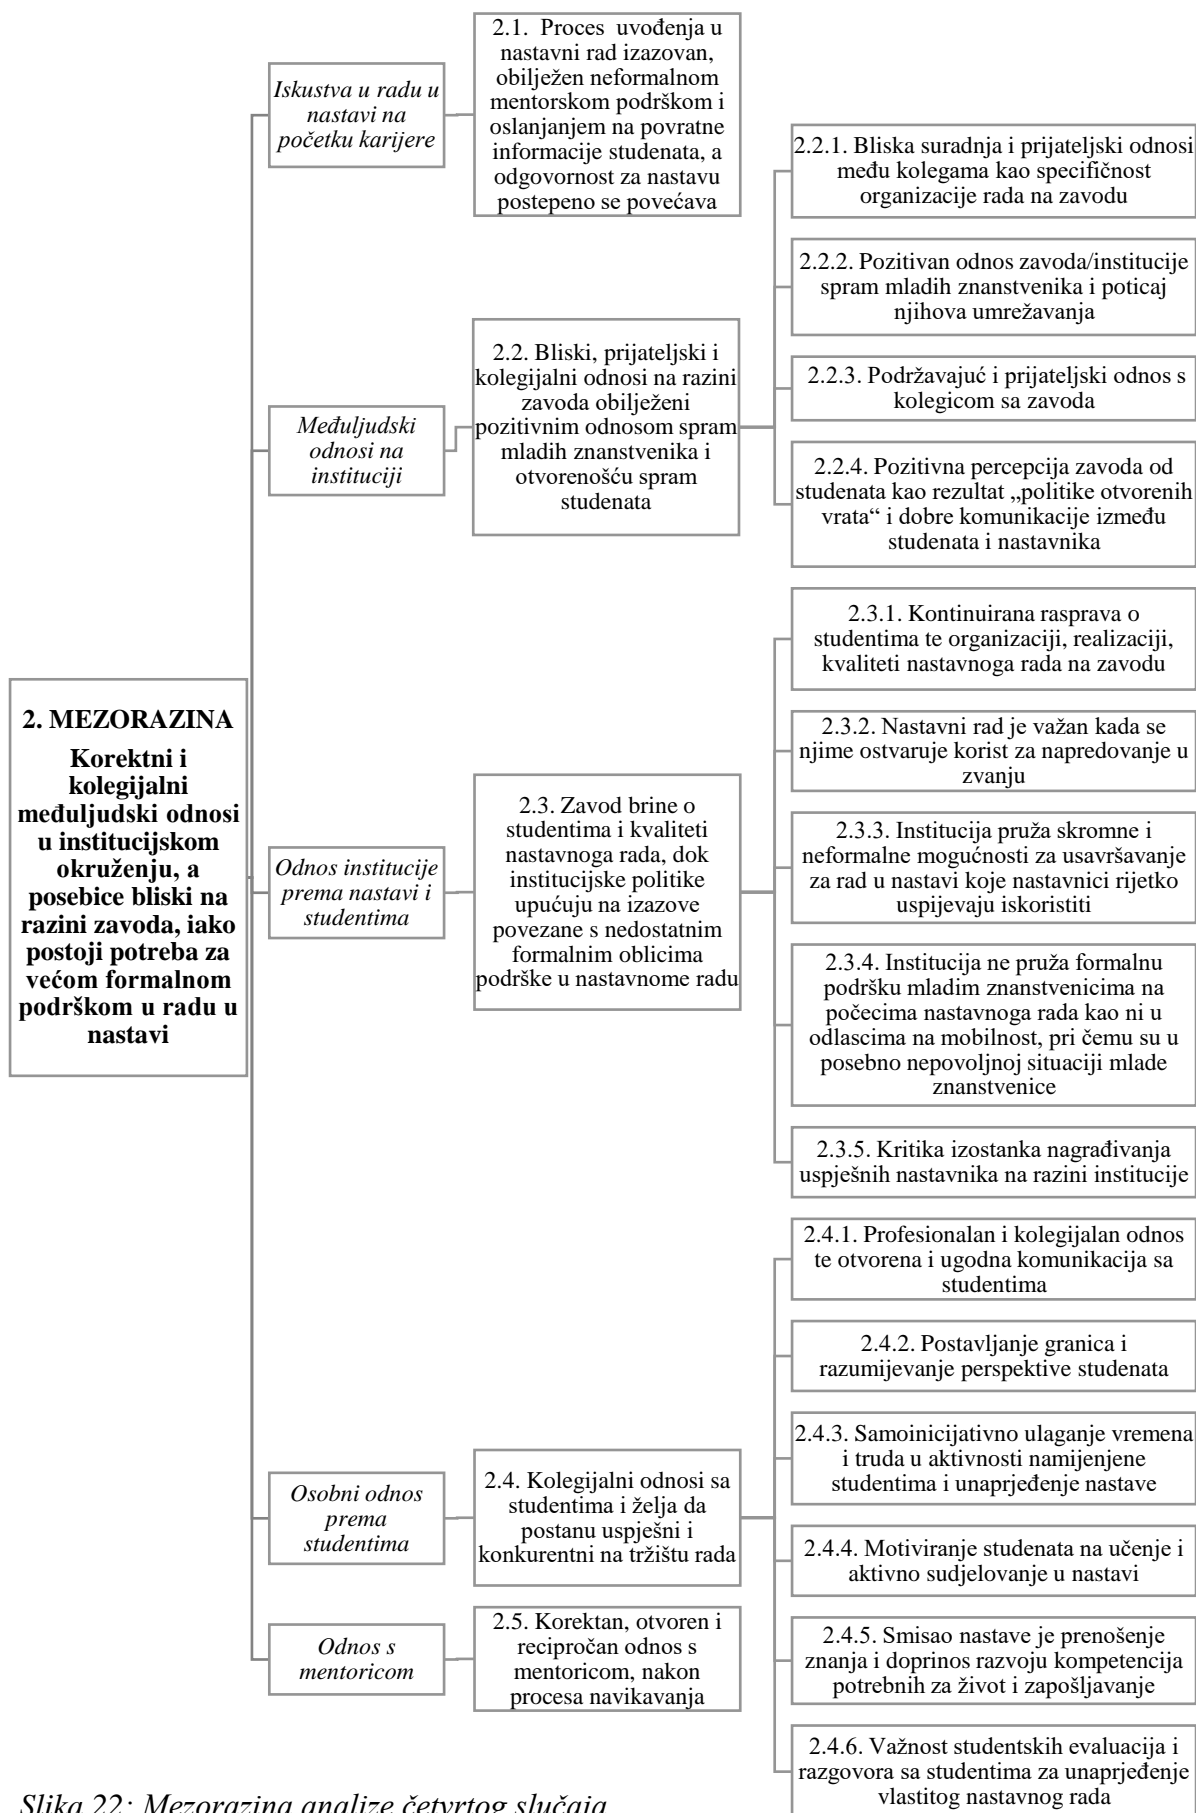 2. MEZORAZINA
Korektni i
kolegijalni
međuljudski odnosi
u institucijskom
okruženju, a
posebice bliski na
razini zavoda, iako
postoji potreba za
većom formalnom
podrškom u radu u
nastavi
Iskustva u radu u
nastavi na
početku karijere
2.1. Proces uvođenja u
nastavni rad izazovan,
obilježen neformalnom
mentorskom podrškom i
oslanjanjem na povratne
informacije studenata, a
odgovornost za nastavu
postepeno se povećava
Međuljudski
odnosi na
instituciji
2.2. Bliski, prijateljski i
kolegijalni odnosi na razini
zavoda obilježeni
pozitivnim odnosom spram
mladih znanstvenika i
otvorenošću spram
studenata
2.2.1. Bliska suradnja i prijateljski odnosi
među kolegama kao specifičnost
organizacije rada na zavodu
2.2.2. Pozitivan odnos zavoda/institucije
spram mladih znanstvenika i poticaj
njihova umrežavanja
2.2.3. Podržavajuć i prijateljski odnos s
kolegicom sa zavoda
2.2.4. Pozitivna percepcija zavoda od
studenata kao rezultat „politike otvorenih
vrata“ i dobre komunikacije između
studenata i nastavnika
Odnos institucije
prema nastavi i
studentima
2.3. Zavod brine o
studentima i kvaliteti
nastavnoga rada, dok
institucijske politike
upućuju na izazove
povezane s nedostatnim
formalnim oblicima
podrške u nastavnome radu
2.3.1. Kontinuirana rasprava o
studentima te organizaciji, realizaciji,
kvaliteti nastavnoga rada na zavodu
2.3.2. Nastavni rad je važan kada se
njime ostvaruje korist za napredovanje u
zvanju
2.3.3. Institucija pruža skromne i
neformalne mogućnosti za usavršavanje
za rad u nastavi koje nastavnici rijetko
uspijevaju iskoristiti
2.3.4. Institucija ne pruža formalnu
podršku mladim znanstvenicima na
počecima nastavnoga rada kao ni u
odlascima na mobilnost, pri čemu su u
posebno nepovoljnoj situaciji mlade
znanstvenice
2.3.5. Kritika izostanka nagrađivanja
uspješnih nastavnika na razini institucije
Osobni odnos
prema
studentima
2.4. Kolegijalni odnosi sa
studentima i želja da
postanu uspješni i
konkurentni na tržištu rada
2.4.1. Profesionalan i kolegijalan odnos
te otvorena i ugodna komunikacija sa
studentima
2.4.2. Postavljanje granica i
razumijevanje perspektive studenata
2.4.3. Samoinicijativno ulaganje vremena
i truda u aktivnosti namijenjene
studentima i unaprjeđenje nastave
2.4.4. Motiviranje studenata na učenje i
aktivno sudjelovanje u nastavi
2.4.5. Smisao nastave je prenošenje
znanja i doprinos razvoju kompetencija
potrebnih za život i zapošljavanje
2.4.6. Važnost studentskih evaluacija i
razgovora sa studentima za unaprjeđenje
vlastitog nastavnog rada
Odnos s
mentoricom
2.5. Korektan, otvoren i
recipročan odnos s
mentoricom, nakon
procesa navikavanja
Slika 22: Mezorazina analize četvrtog slučaja